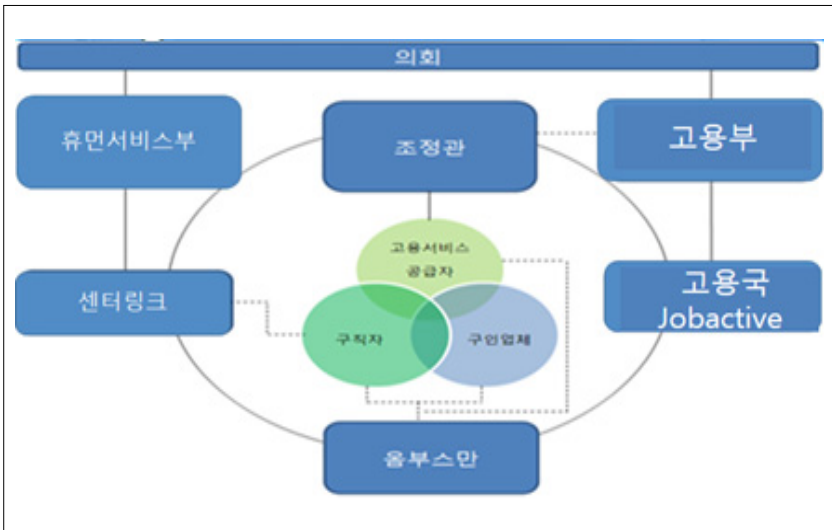 의회
휴먼서비스부
조정관
고용부
고용서비스
공급자
센터링크
고용국
Jobactive
구직자
구인업체
옴부스만